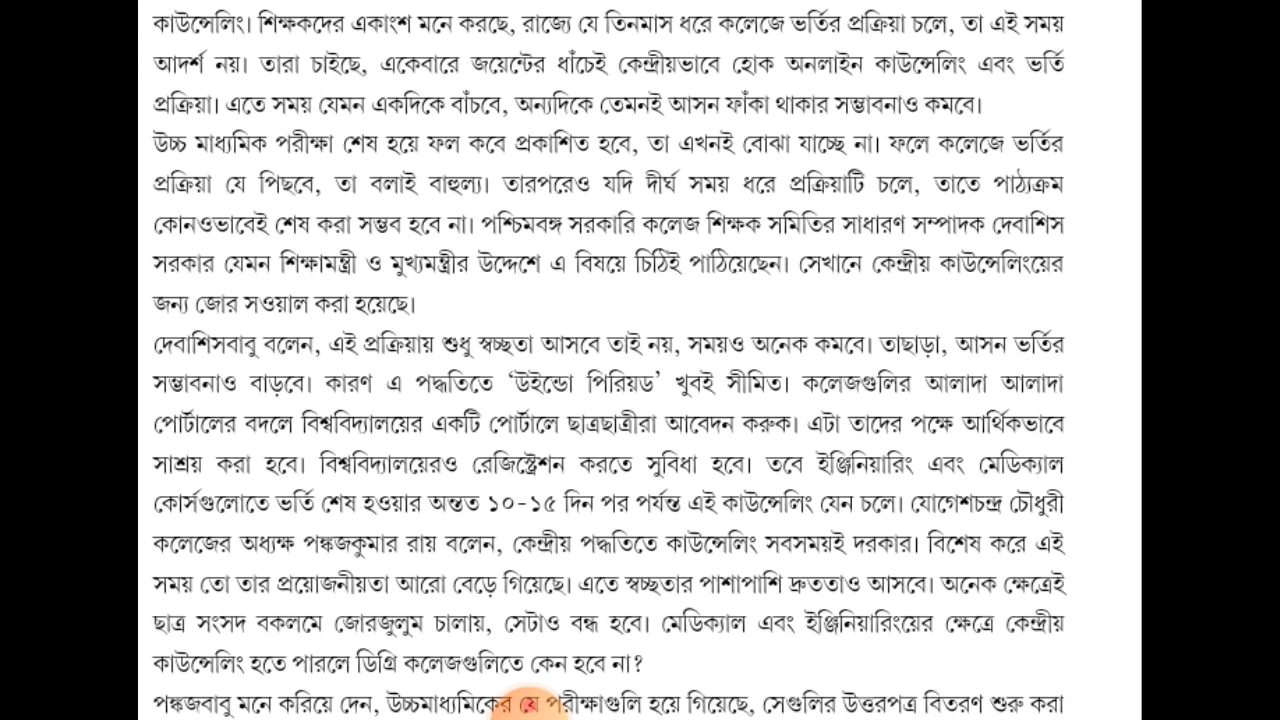 কাউন্সেলিং। শিক্ষকদের একাংশ মনে করছে, রাজ্যে যে তিনমাস ধরে কলেজে ভর্তির প্রক্রিয়া চলে, তা এই সময়
আদর্শ নয়। তারা চাইছে, একেবারে জয়েন্টের ধাঁচেই কেন্দ্রীয়ভাবে হোক অনলাইন কাউন্সেলিং এবং ভর্তি
প্রক্রিয়া। এতে সময় যেমন একদিকে বাঁচবে, অন্যদিকে তেমনই আসন ফাঁকা থাকার সম্ভাবনাও কমবে।
উচ্চ মাধ্যমিক পরীক্ষা শেষ হয়ে ফল কবে প্রকাশিত হবে, তা এখনই বোঝা যাচ্ছে না। ফলে কলেজে ভর্তির
প্রক্রিয়া যে পিছবে, তা বলাই বাহুল্য। তারপরেও যদি দীর্ঘ সময় ধরে প্রক্রিয়াটি চলে, তাতে পাঠ্যক্রম
কোনওভাবেই শেষ করা সম্ভব হবে না। পশ্চিমবঙ্গ সরকারি কলেজ শিক্ষক সমিতির সাধারণ সম্পাদক দেবাশিস
সরকার যেমন শিক্ষামন্ত্রী ও মুখ্যমন্ত্রীর উদ্দেশে এ বিষয়ে চিঠিই পাঠিয়েছেন। সেখানে কেন্দ্রীয় কাউন্সেলিংয়ের
জন্য জোর সওয়াল করা হয়েছে।
দেবাশিসবাবু বলেন, এই প্রক্রিয়ায় শুধু স্বচ্ছতা আসবে তাই নয়, সময়ও অনেক কমবে। তাছাড়া, আসন ভর্তির
সম্ভাবনাও বাড়বে। কারণ এ পদ্ধতিতে ‘উইন্ডো পিরিয়ড’ খুবই সীমিত। কলেজগুলির আলাদা আলাদা
পোর্টালের বদলে বিশ্ববিদ্যালয়ের একটি পোর্টালে ছাত্রছাত্রীরা আবেদন করুক। এটা তাদের পক্ষে আর্থিকভাবে
সাশ্রয় করা হবে। বিশ্ববিদ্যালয়েরও রেজিস্ট্রেশন করতে সুবিধা হবে। তবে ইঞ্জিনিয়ারিং এবং মেডিক্যাল
কোর্সগুলোতে ভর্তি শেষ হওয়ার অন্তত ১০-১৫ দিন পর পর্যন্ত এই কাউন্সেলিং যেন চলে। যোগেশচন্দ্র চৌধুরী
কলেজের অধ্যক্ষ পঙ্কজকুমার রায় বলেন, কেন্দ্রীয় পদ্ধতিতে কাউন্সেলিং সবসময়ই দরকার। বিশেষ করে এই
সময় তো তার প্রয়োজনীয়তা আরো বেড়ে গিয়েছে। এতে স্বচ্ছতার পাশাপাশি দ্রুততাও আসবে। অনেক ক্ষেত্রেই
ছাত্র সংসদ বকলমে জোরজুলুম চালায়, সেটাও বন্ধ হবে। মেডিক্যাল এবং ইঞ্জিনিয়ারিংয়ের ক্ষেত্রে কেন্দ্রীয়
কাউন্সেলিং হতে পারলে ডিগ্রি কলেজগুলিতে কেন হবে না?
পঙ্কজবাবু মনে করিয়ে দেন, উচ্চমাধ্যমিকের যে পরীক্ষাগুলি হয়ে গিয়েছে, সেগুলির উত্তরপত্র বিতরণ শুরু করা